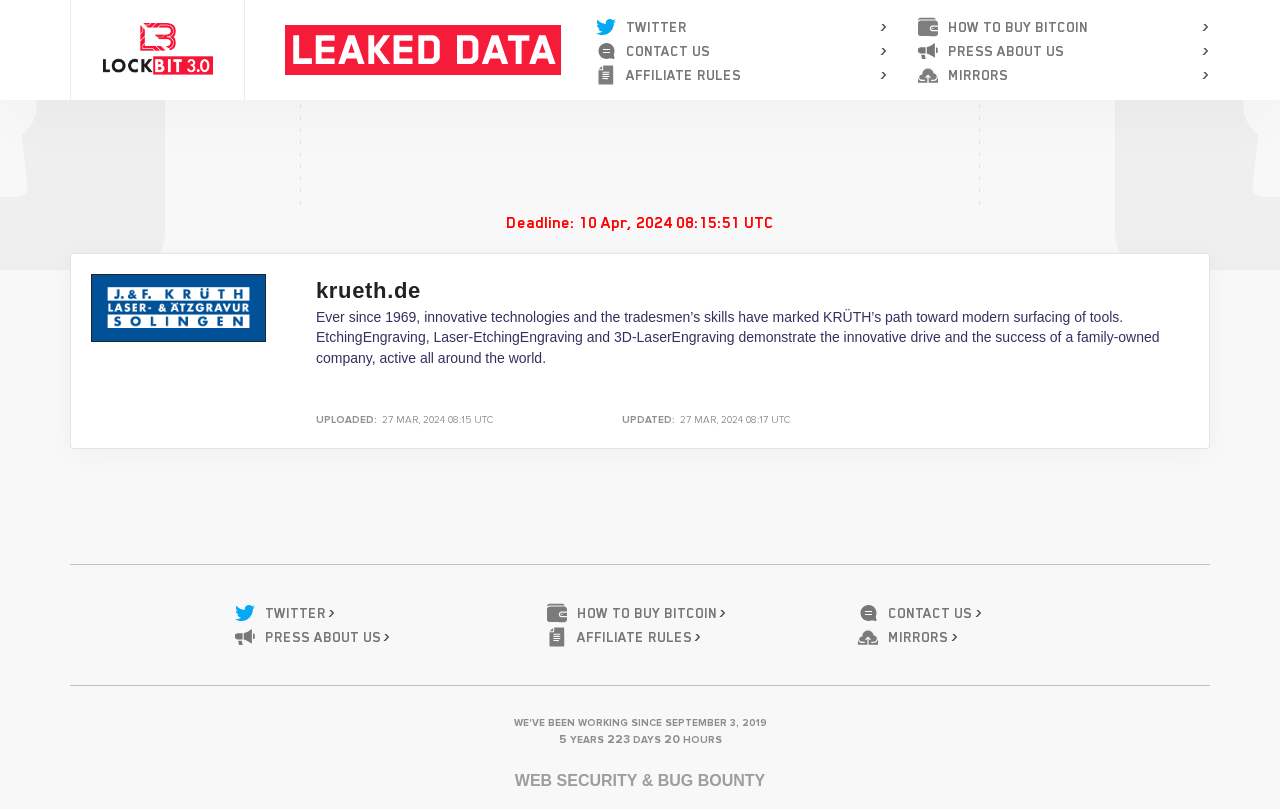 LOCKBIT 3.0
LEAKED DATA
TWITTER
CONTACT US
AFFILIATE RULES
HOW TO BUY BITCOIN
PRESS ABOUT US
MIRRORS
Deadline: 10 Apr, 2024 08:15:51 UTC
J.&F. KRÜTH
LASER- & ÄTZGRAVUR
SOLINGEN
krueth.de
Ever since 1969, innovative technologies and the tradesmen’s skills have marked KRÜTH’s path toward modern surfacing of tools.
EtchingEngraving, Laser-EtchingEngraving and 3D-LaserEngraving demonstrate the innovative drive and the success of a family-owned
company, active all around the world.
UPLOADED: 27 MAR, 2024 08:15 UTC
UPDATED: 27 MAR, 2024 08:17 UTC
TWITTER
HOW TO BUY BITCOIN
CONTACT US
PRESS ABOUT US
AFFILIATE RULES
MIRRORS
WE'VE BEEN WORKING SINCE SEPTEMBER 3, 2019
5 YEARS 223 DAYS 20 HOURS
WEB SECURITY & BUG BOUNTY